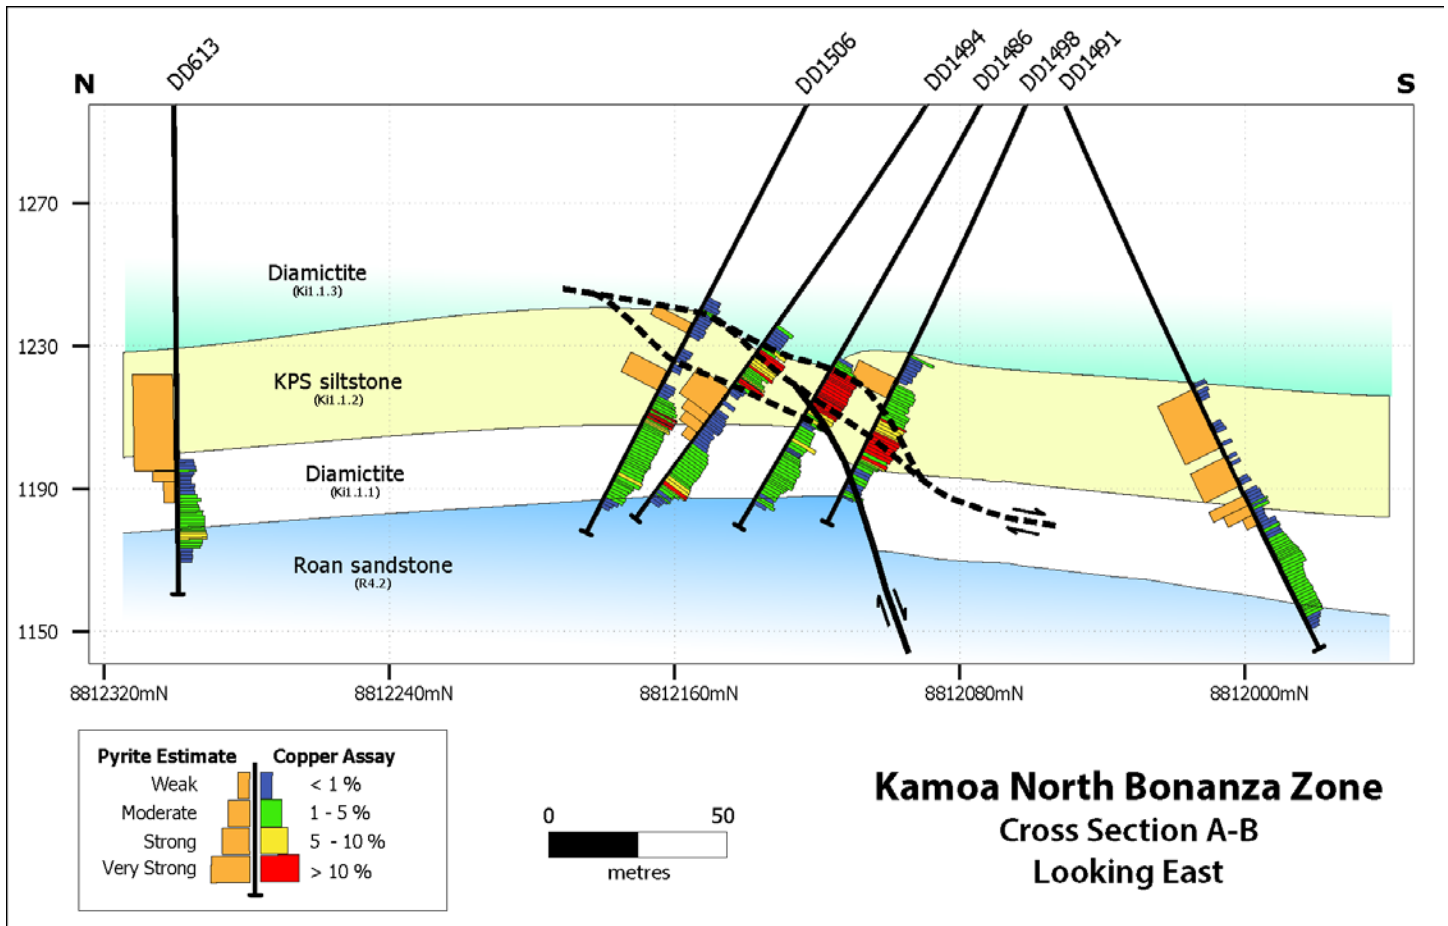 DD613
DD1506
DD1494
DD1486
DD1498
DD1491
N
S
1270
Diamictite
(Ki1.1.3)
1230
KPS siltstone
(Ki1.1.2)
Diamictite
(Ki1.1.1)
1190
Roan sandstone
(R4.2)
1150
8812320mN
8812240mN
8812160mN
8812080mN
8812000mN
Pyrite Estimate
Copper Assay
Weak
< 1 %
Moderate
1 - 5 %
Strong
5 - 10 %
Very Strong
> 10 %
0
50
metres
Kamoa North Bonanza Zone
Cross Section A-B
Looking East